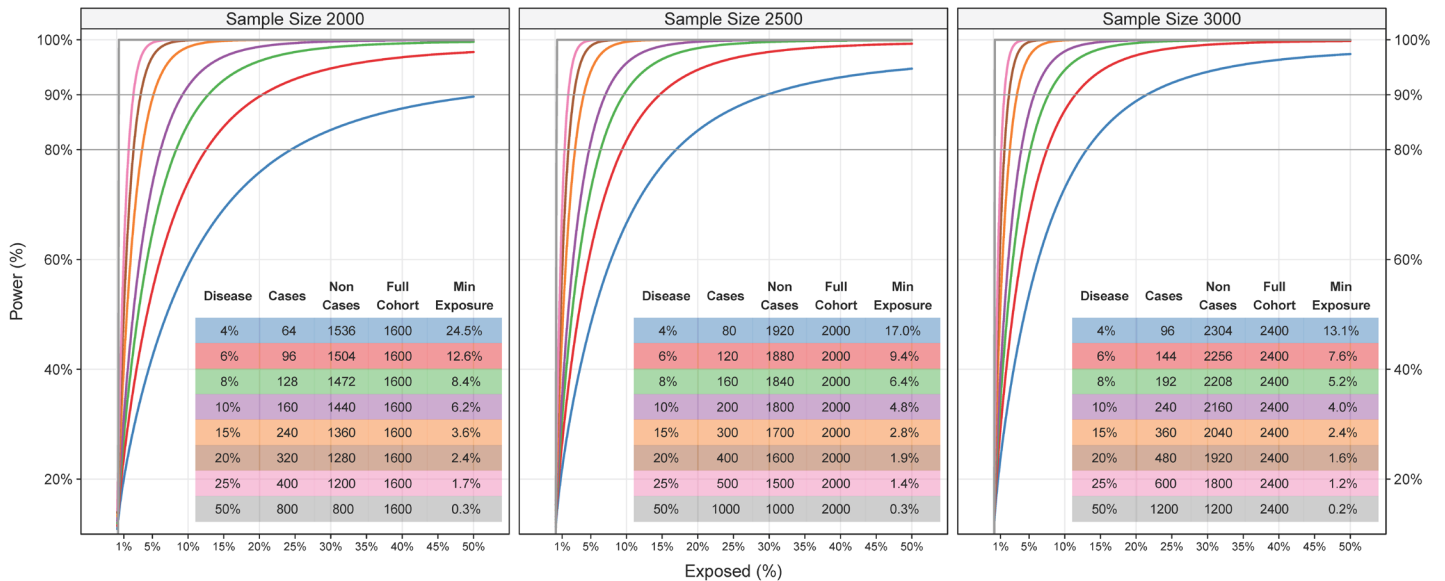 Sample Size 2000
Sample Size 2500
Sample Size 3000
Power (%)
100%
90%
80%
60%
40%
20%
Disease Cases Non Cases Full Cohort Min Exposure
4% 64 1536 1600 24.5%
6% 96 1504 1600 12.6%
8% 128 1472 1600 8.4%
10% 160 1440 1600 6.2%
15% 240 1360 1600 3.6%
20% 320 1280 1600 2.4%
25% 400 1200 1600 1.7%
50% 800 800 1600 0.3%
1% 5% 10% 15% 20% 25% 30% 35% 40% 45% 50%
Disease Cases Non Cases Full Cohort Min Exposure
4% 80 1920 2000 17.0%
6% 120 1880 2000 9.4%
8% 160 1840 2000 6.4%
10% 200 1800 2000 4.8%
15% 300 1700 2000 2.8%
20% 400 1600 2000 1.9%
25% 500 1500 2000 1.4%
50% 1000 1000 2000 0.3%
1% 5% 10% 15% 20% 25% 30% 35% 40% 45% 50%
Disease Cases Non Cases Full Cohort Min Exposure
4% 96 2304 2400 13.1%
6% 144 2256 2400 7.6%
8% 192 2208 2400 5.2%
10% 240 2160 2400 4.0%
15% 360 2040 2400 2.4%
20% 480 1920 2400 1.6%
25% 600 1800 2400 1.2%
50% 1200 1200 2400 0.2%
1% 5% 10% 15% 20% 25% 30% 35% 40% 45% 50%
100%
90%
80%
60%
40%
20%
Exposed (%)